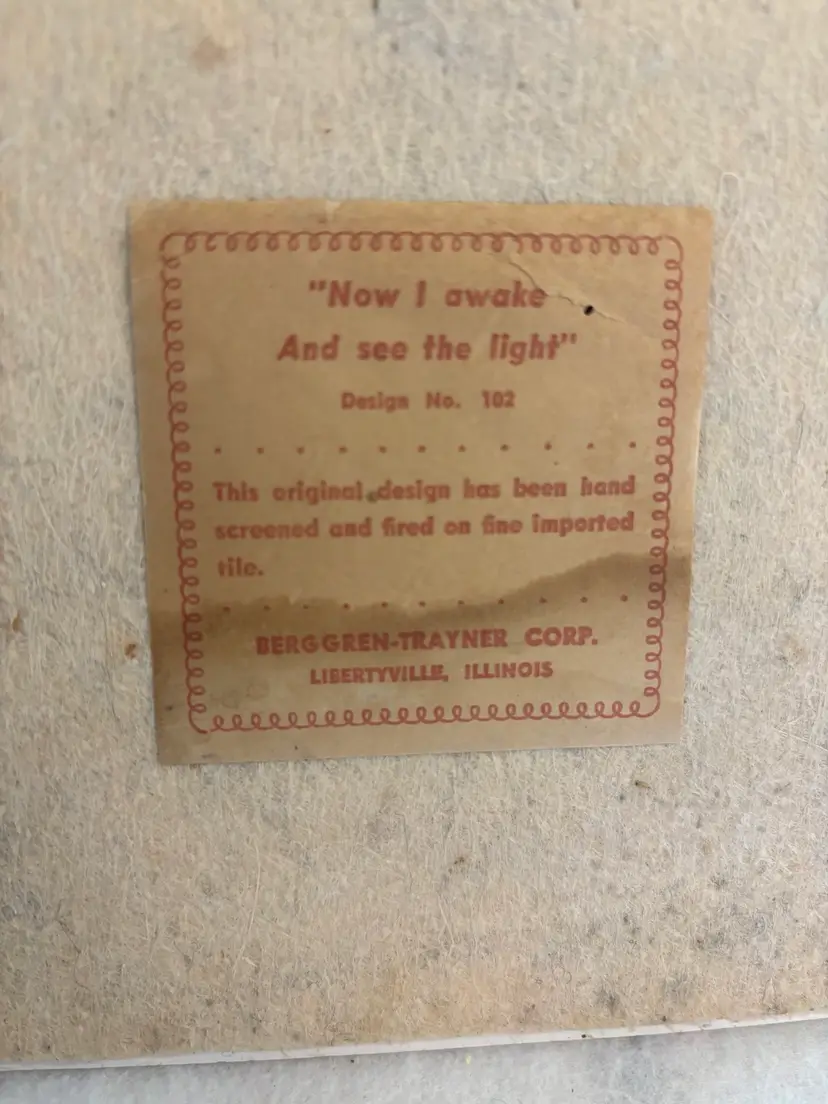 "Now I awake
And see the light"
Design No. 102
This original design has been hand
screened and fired on fine imported
tile.
BERGGREN-TRAYNER CORP.
LIBERTYVILLE, ILLINOIS